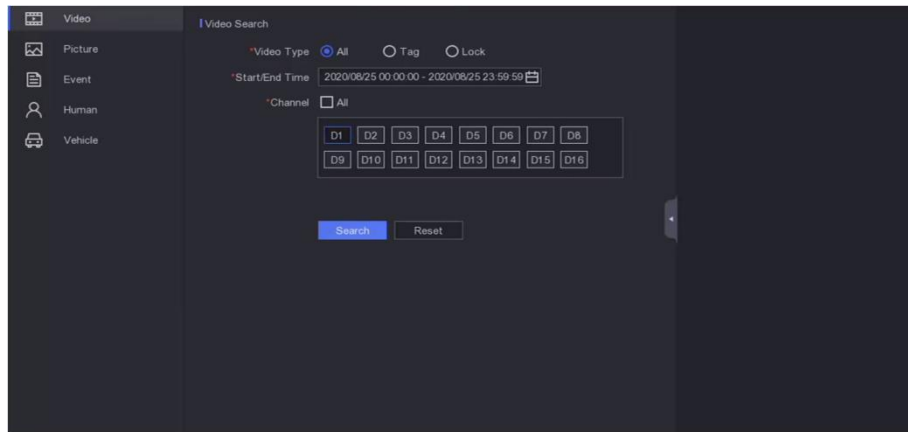 Video
Picture
Event
Human
Vehicle
Video Search
*Video Type All Tag Lock
*Start/End Time 2020/08/25 00:00:00 - 2020/08/25 23:59:59
*Channel All
D1 D2 D3 D4 D5 D6 D7 D8
D9 D10 D11 D12 D13 D14 D15 D16
Search Reset